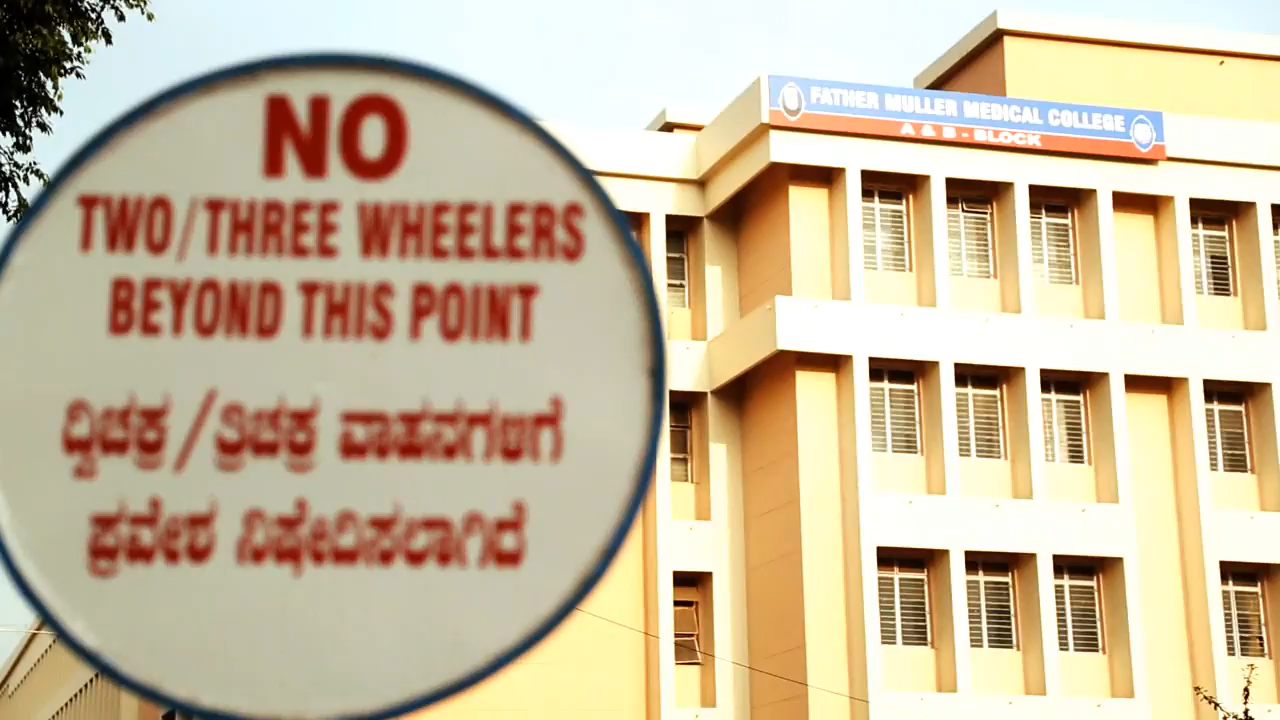 NO
TWO/THREE WHEELERS
BEYOND THIS POINT
ದ್ವಿಚಕ್ರ/ತ್ರಿಚಕ್ರ ವಾಹನಗಳಿಗೆ
ಪ್ರವೇಶ ನಿಷೇದಿಸಲಾಗಿದೆ
FATHER MULLER MEDICAL COLLEGE
A & B - BLOCK